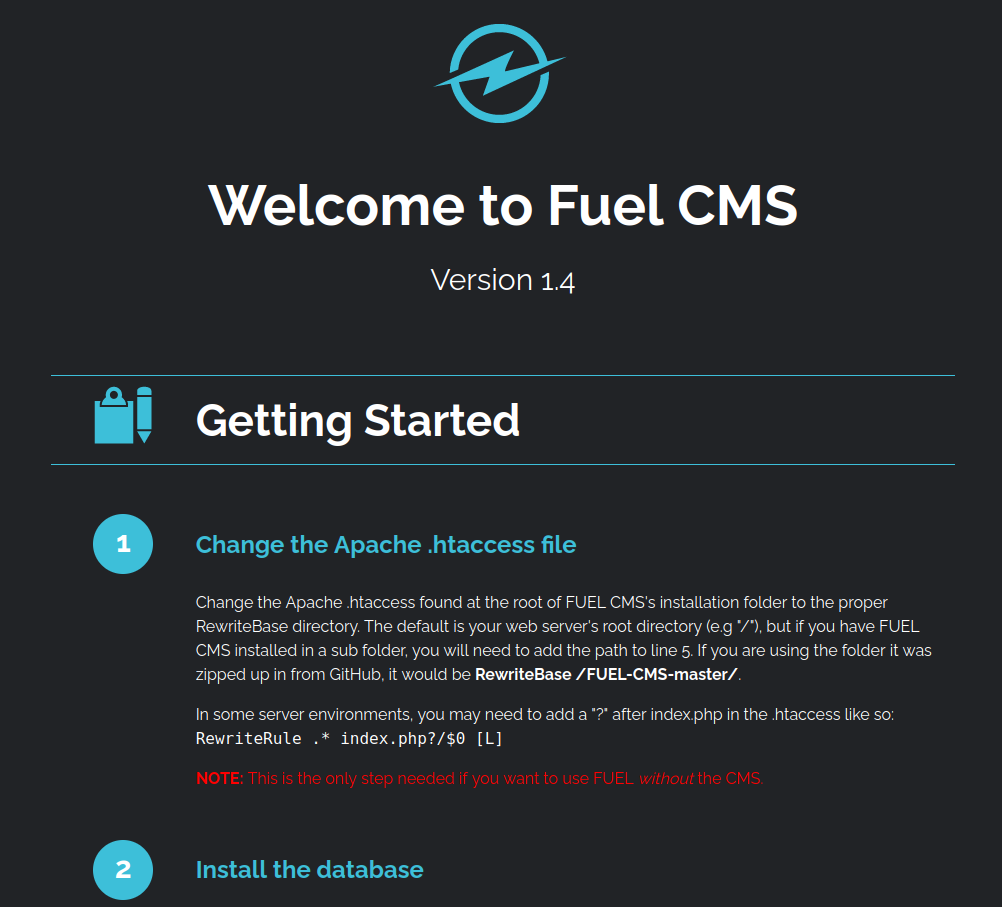 Welcome to Fuel CMS
Version 1.4
Getting Started
1
Change the Apache .htaccess file
Change the Apache .htaccess found at the root of FUEL CMS's installation folder to the proper
RewriteBase directory. The default is your web server's root directory (e.g "/"), but if you have FUEL
CMS installed in a sub folder, you will need to add the path to line 5. If you are using the folder it was
zipped up in from GitHub, it would be RewriteBase /FUEL-CMS-master/.
In some server environments, you may need to add a "?" after index.php in the .htaccess like so:
RewriteRule .* index.php?/$0 [L]
NOTE: This is the only step needed if you want to use FUEL without the CMS.
2
Install the database